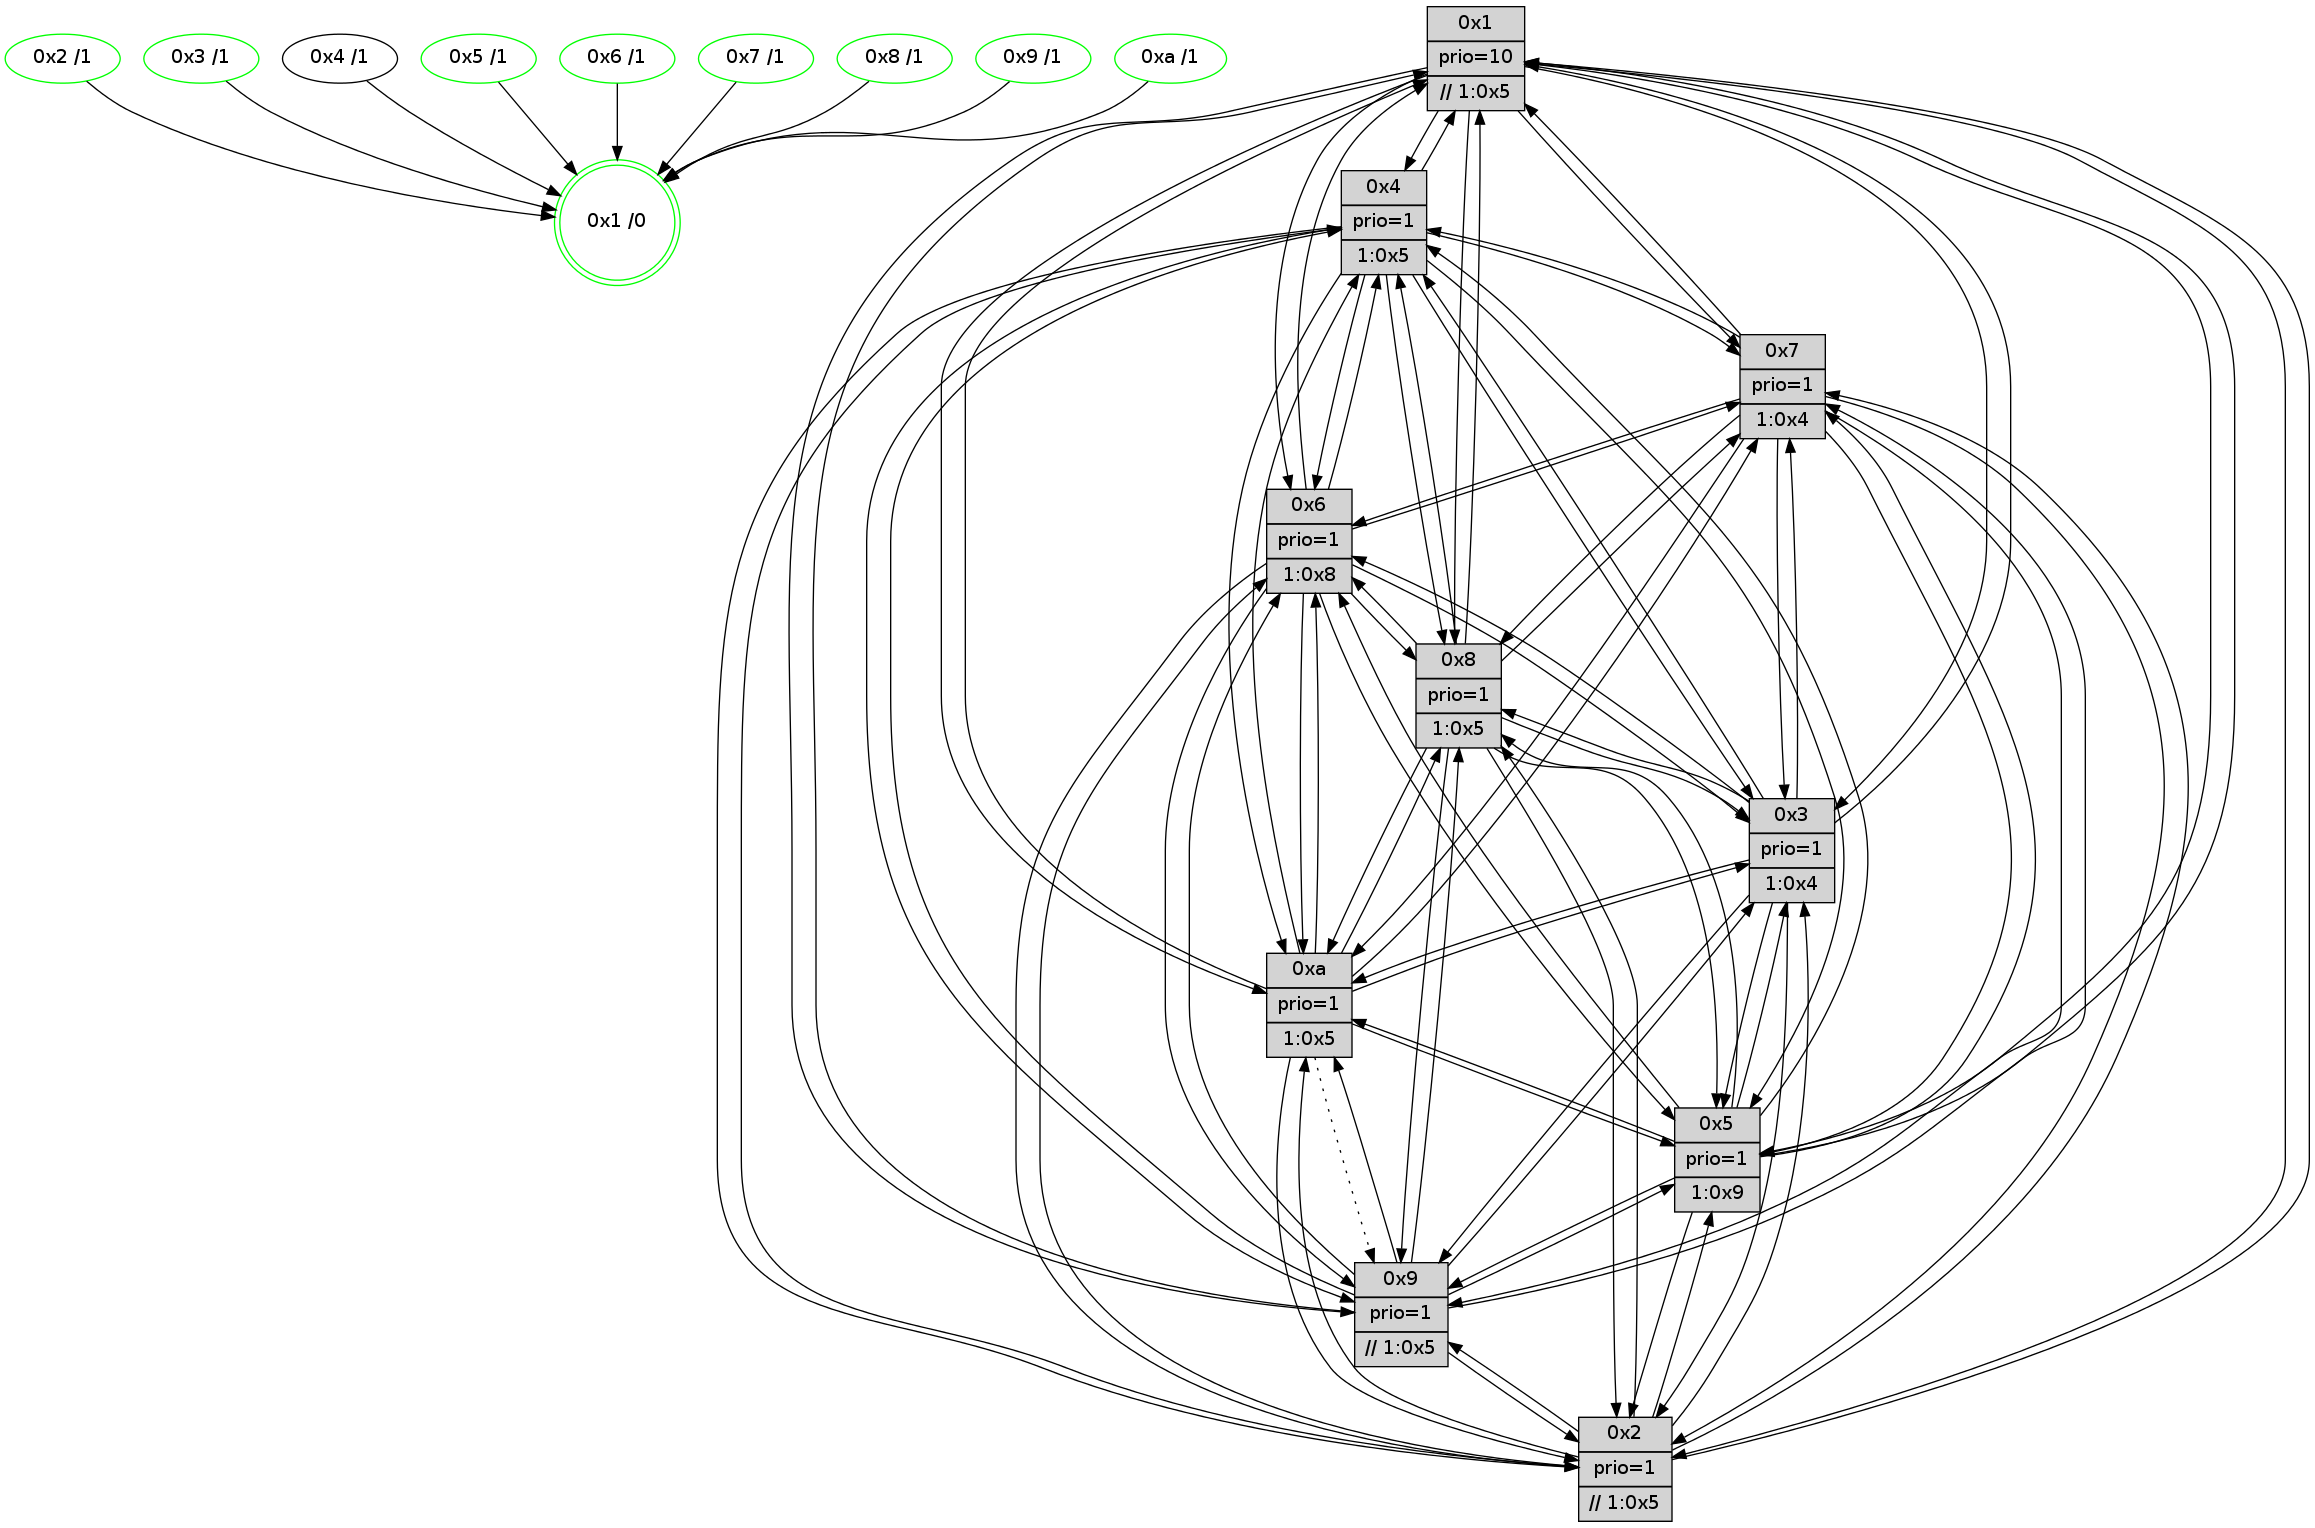 0x2 /1
0x3 /1
0x4 /1
0x5 /1
0x6 /1
0x7 /1
0x8 /1
0x9 /1
0xa /1
0x1 /0
0x1
prio=10
// 1:0x5
0x4
prio=1
1:0x5
0x7
prio=1
1:0x4
0x6
prio=1
1:0x8
0x8
prio=1
1:0x5
0x3
prio=1
1:0x4
0xa
prio=1
1:0x5
0x5
prio=1
1:0x9
0x9
prio=1
// 1:0x5
0x2
prio=1
// 1:0x5